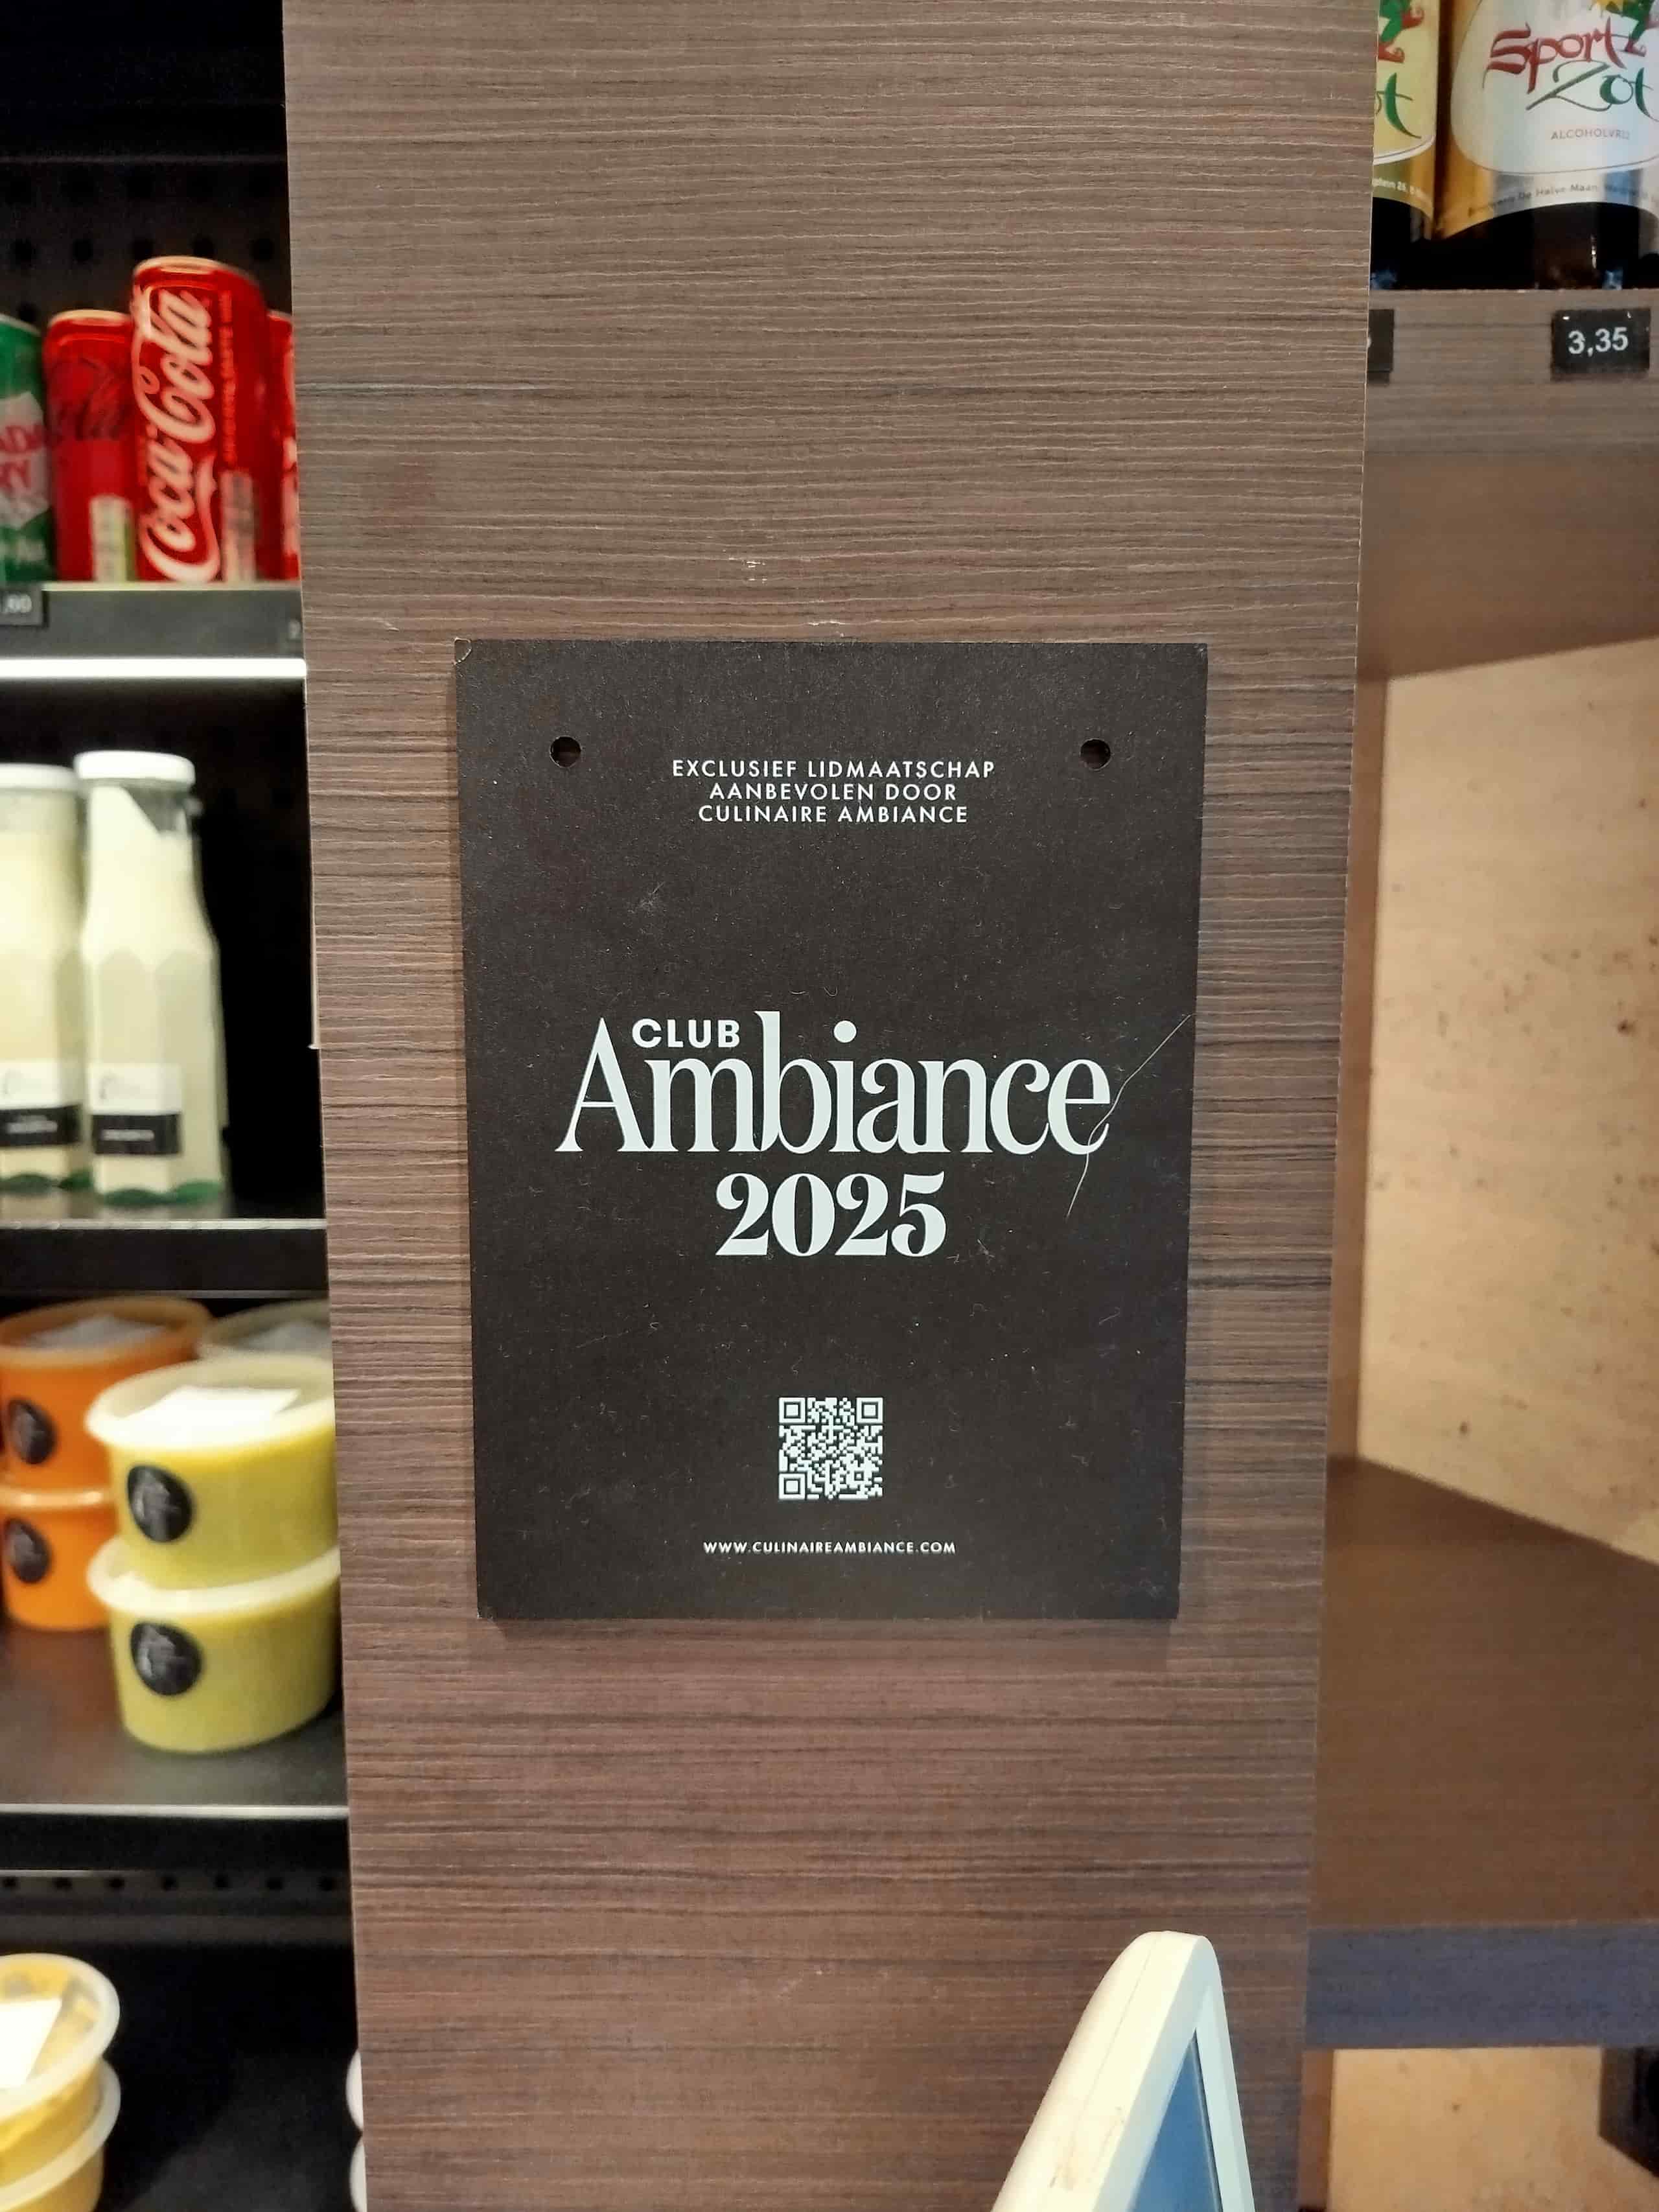 Sport
Zot
ALCOHOLVRIJ
3,35
Coca-Cola
EXCLUSIEF LIDMAATSCHAP
AANBEVOLEN DOOR
CULINAIRE AMBIANCE
CLUB
Ambiance
2025
WWW.CULINAIREAMBIANCE.COM